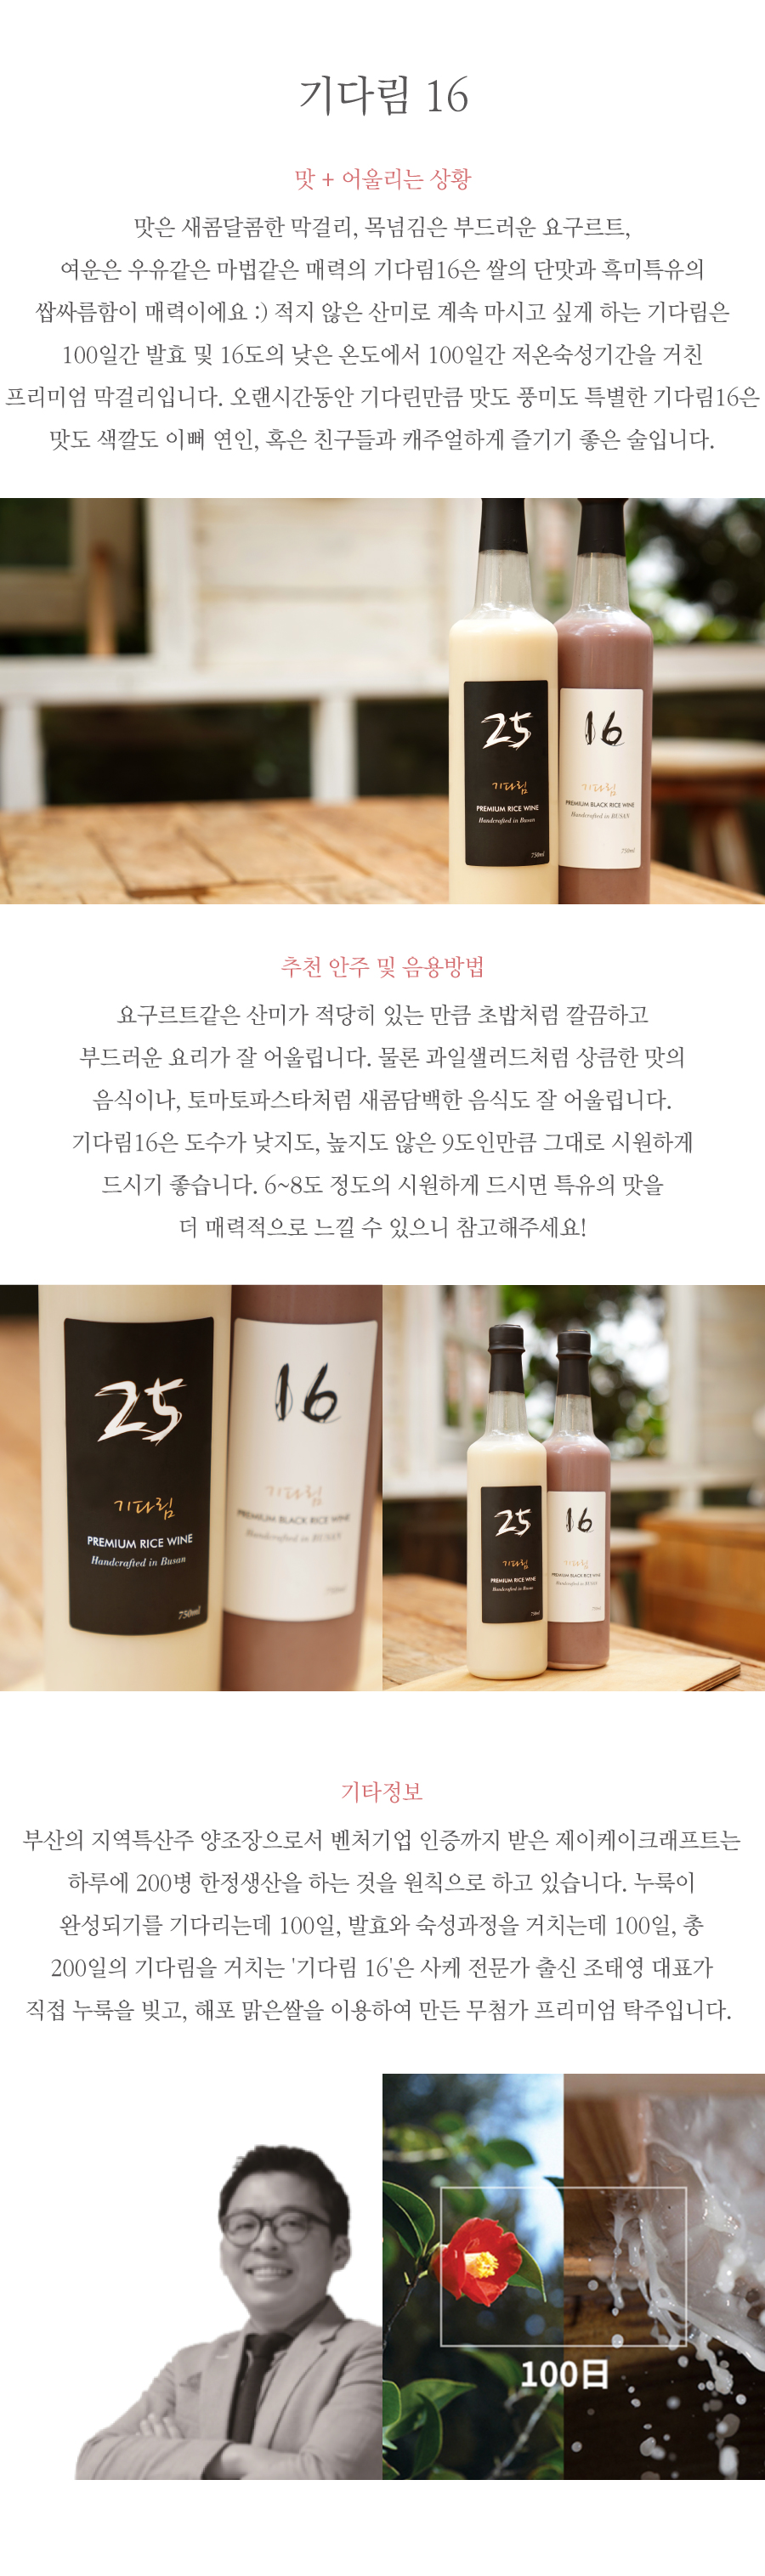 기다림 16
맛 + 어울리는 상황
맛은 새콤달콤한 막걸리, 목넘김은 부드러운 요구르트,
여운은 우유같은 마법같은 매력의 기다림16은 쌀의 단맛과 흑미특유의
쌉싸름함이 매력이에요 :) 적지 않은 산미로 계속 마시고 싶게 하는 기다림은
100일간 발효 및 16도의 낮은 온도에서 100일간 저온숙성기간을 거친
프리미엄 막걸리입니다. 오랜시간동안 기다린만큼 맛도 풍미도 특별한 기다림16은
맛도 색깔도 이뻐 연인, 혹은 친구들과 캐주얼하게 즐기기 좋은 술입니다.
25
기다림
PREMIUM RICE WINE
Handcrafted in Busan
750ml
16
기다림
PREMIUM BLACK RICE WINE
Handcrafted in BUSAN
750ml
추천 안주 및 음용방법
요구르트같은 산미가 적당히 있는 만큼 초밥처럼 깔끔하고
부드러운 요리가 잘 어울립니다. 물론 과일샐러드처럼 상큼한 맛의
음식이나, 토마토파스타처럼 새콤담백한 음식도 잘 어울립니다.
기다림16은 도수가 낮지도, 높지도 않은 9도인만큼 그대로 시원하게
드시기 좋습니다. 6~8도 정도의 시원하게 드시면 특유의 맛을
더 매력적으로 느낄 수 있으니 참고해주세요!
25
기다림
PREMIUM RICE WINE
Handcrafted in Busan
750ml
16
기다림
PREMIUM BLACK RICE WINE
Handcrafted in BUSAN
750ml
25
기다림
PREMIUM RICE WINE
Handcrafted in Busan
750ml
16
기다림
PREMIUM BLACK RICE WINE
Handcrafted in BUSAN
750ml
기타정보
부산의 지역특산주 양조장으로서 벤처기업 인증까지 받은 제이케이크래프트는
하루에 200병 한정생산을 하는 것을 원칙으로 하고 있습니다. 누룩이
완성되기를 기다리는데 100일, 발효와 숙성과정을 거치는데 100일, 총
200일의 기다림을 거치는 '기다림 16'은 사케 전문가 출신 조태영 대표가
직접 누룩을 빚고, 해포 맑은쌀을 이용하여 만든 무첨가 프리미엄 탁주입니다.
100日